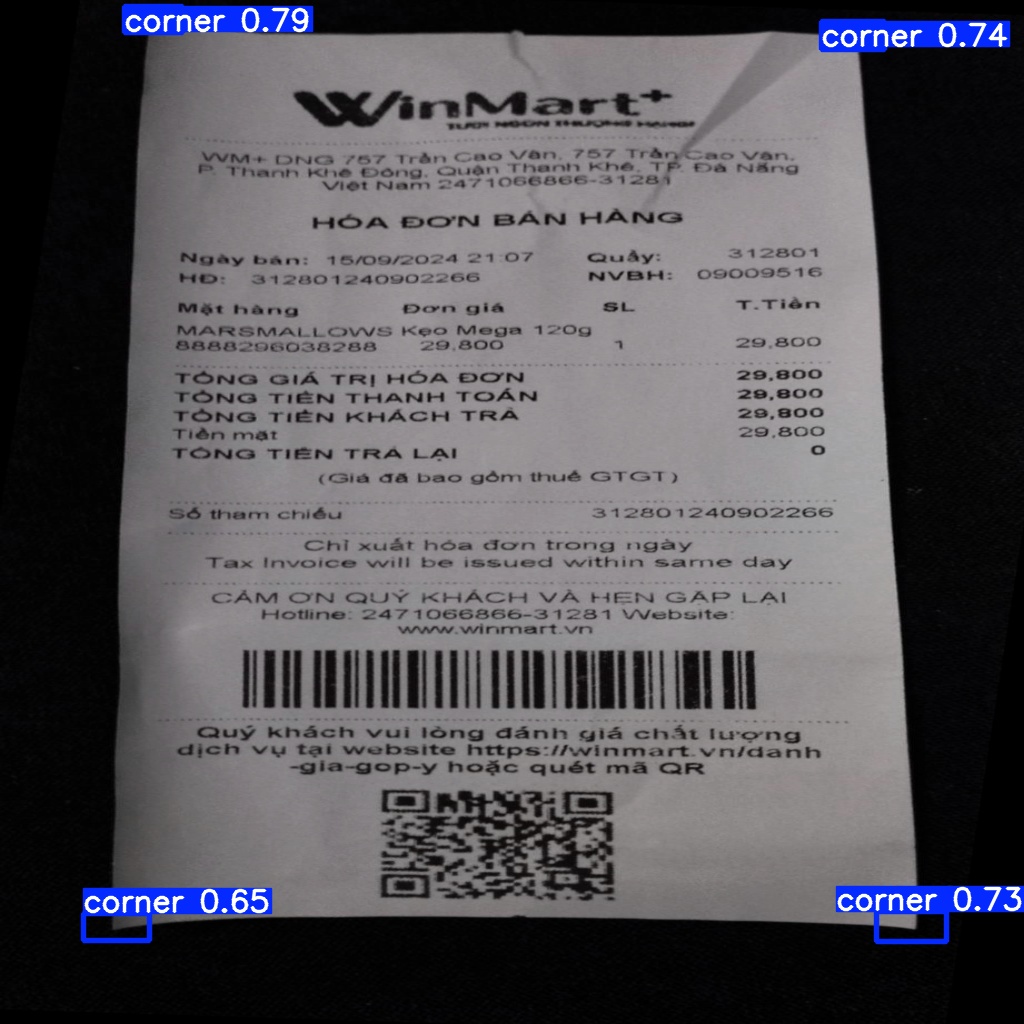 corner 0.79
corner 0.74
WinMart+
TƯƠI NGON THƯỢNG HẠNG
WM+ DNG 757 Trần Cao Vân, 757 Trần Cao Vân,
P. Thanh Khê Đông, Quận Thanh Khê, TP. Đà Nẵng
Việt Nam 2471066866-31281
HÓA ĐƠN BÁN HÀNG
Ngày bán: 15/09/2024 21:07 Quầy: 312801
HĐ: 312801240902266 NVBH: 09009516
Mặt hàng Đơn giá SL T.Tiền
MARSMALLOWS Kẹo Mega 120g
8888296038288 29,800 1 29,800
TỔNG GIÁ TRỊ HÓA ĐƠN 29,800
TỔNG TIỀN THANH TOÁN 29,800
TỔNG TIỀN KHÁCH TRẢ 29,800
Tiền mặt 29,800
TỔNG TIỀN TRẢ LẠI 0
(Giá đã bao gồm thuế GTGT)
Số tham chiếu 312801240902266
Chỉ xuất hóa đơn trong ngày
Tax Invoice will be issued within same day
CẢM ƠN QUÝ KHÁCH VÀ HẸN GẶP LẠI
Hotline: 2471066866-31281 Website:
www.winmart.vn
Quý khách vui lòng đánh giá chất lượng
dịch vụ tại website https://winmart.vn/danh
-gia-gop-y hoặc quét mã QR
corner 0.65
corner 0.73